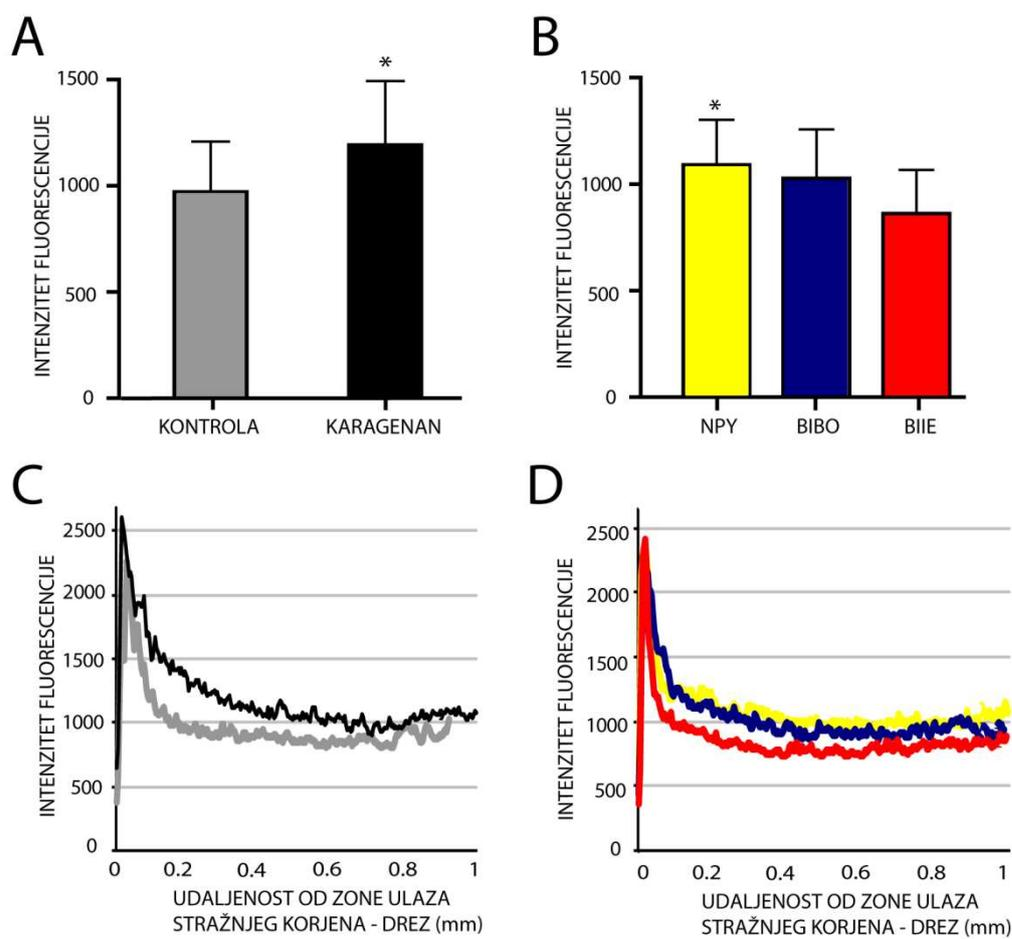 A
INTENZITET FLUORESCENCIJE
1500
1000
500
0
*
KONTROLA KARAGENAN
B
INTENZITET FLUORESCENCIJE
1500
1000
500
0
*
NPY BIBO BIIE
C
INTENZITET FLUORESCENCIJE
2500
2000
1500
1000
500
0
0 0.2 0.4 0.6 0.8 1
UDALJENOST OD ZONE ULAZA
STRAŽNJEG KORJENA - DREZ (mm)
D
INTENZITET FLUORESCENCIJE
2500
2000
1500
1000
500
0
0 0.2 0.4 0.6 0.8 1
UDALJENOST OD ZONE ULAZA
STRAŽNJEG KORJENA - DREZ (mm)